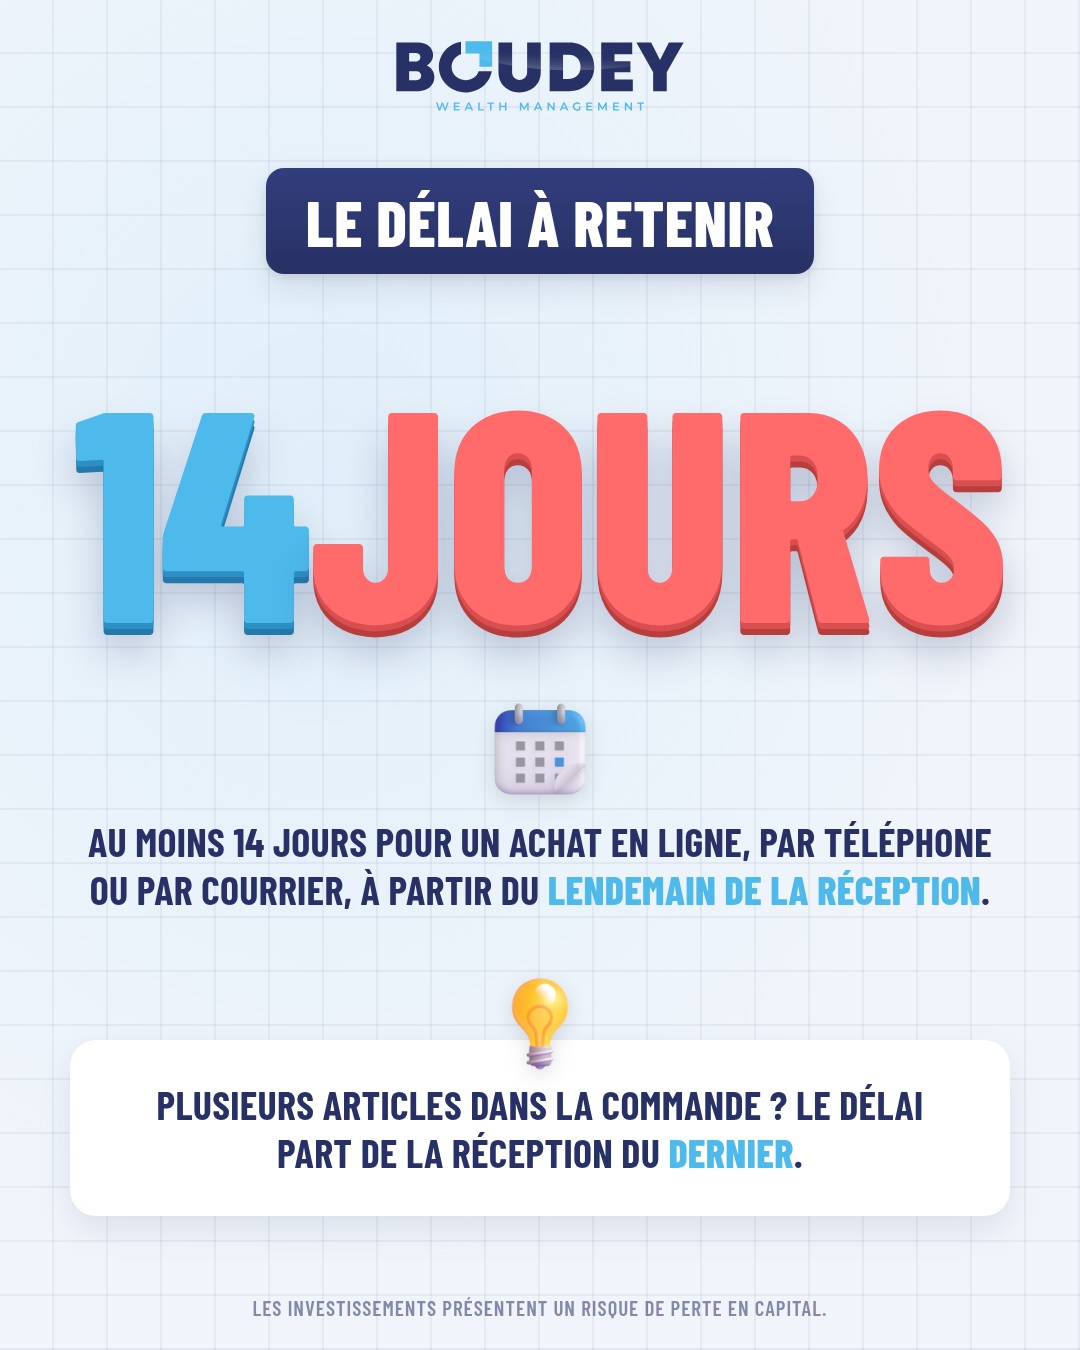 BOUDEY
WEALTH MANAGEMENT
LE DÉLAI À RETENIR
14 JOURS
AU MOINS 14 JOURS POUR UN ACHAT EN LIGNE, PAR TÉLÉPHONE
OU PAR COURRIER, À PARTIR DU LENDEMAIN DE LA RÉCEPTION.
PLUSIEURS ARTICLES DANS LA COMMANDE ? LE DÉLAI
PART DE LA RÉCEPTION DU DERNIER.
LES INVESTISSEMENTS PRÉSENTENT UN RISQUE DE PERTE EN CAPITAL.